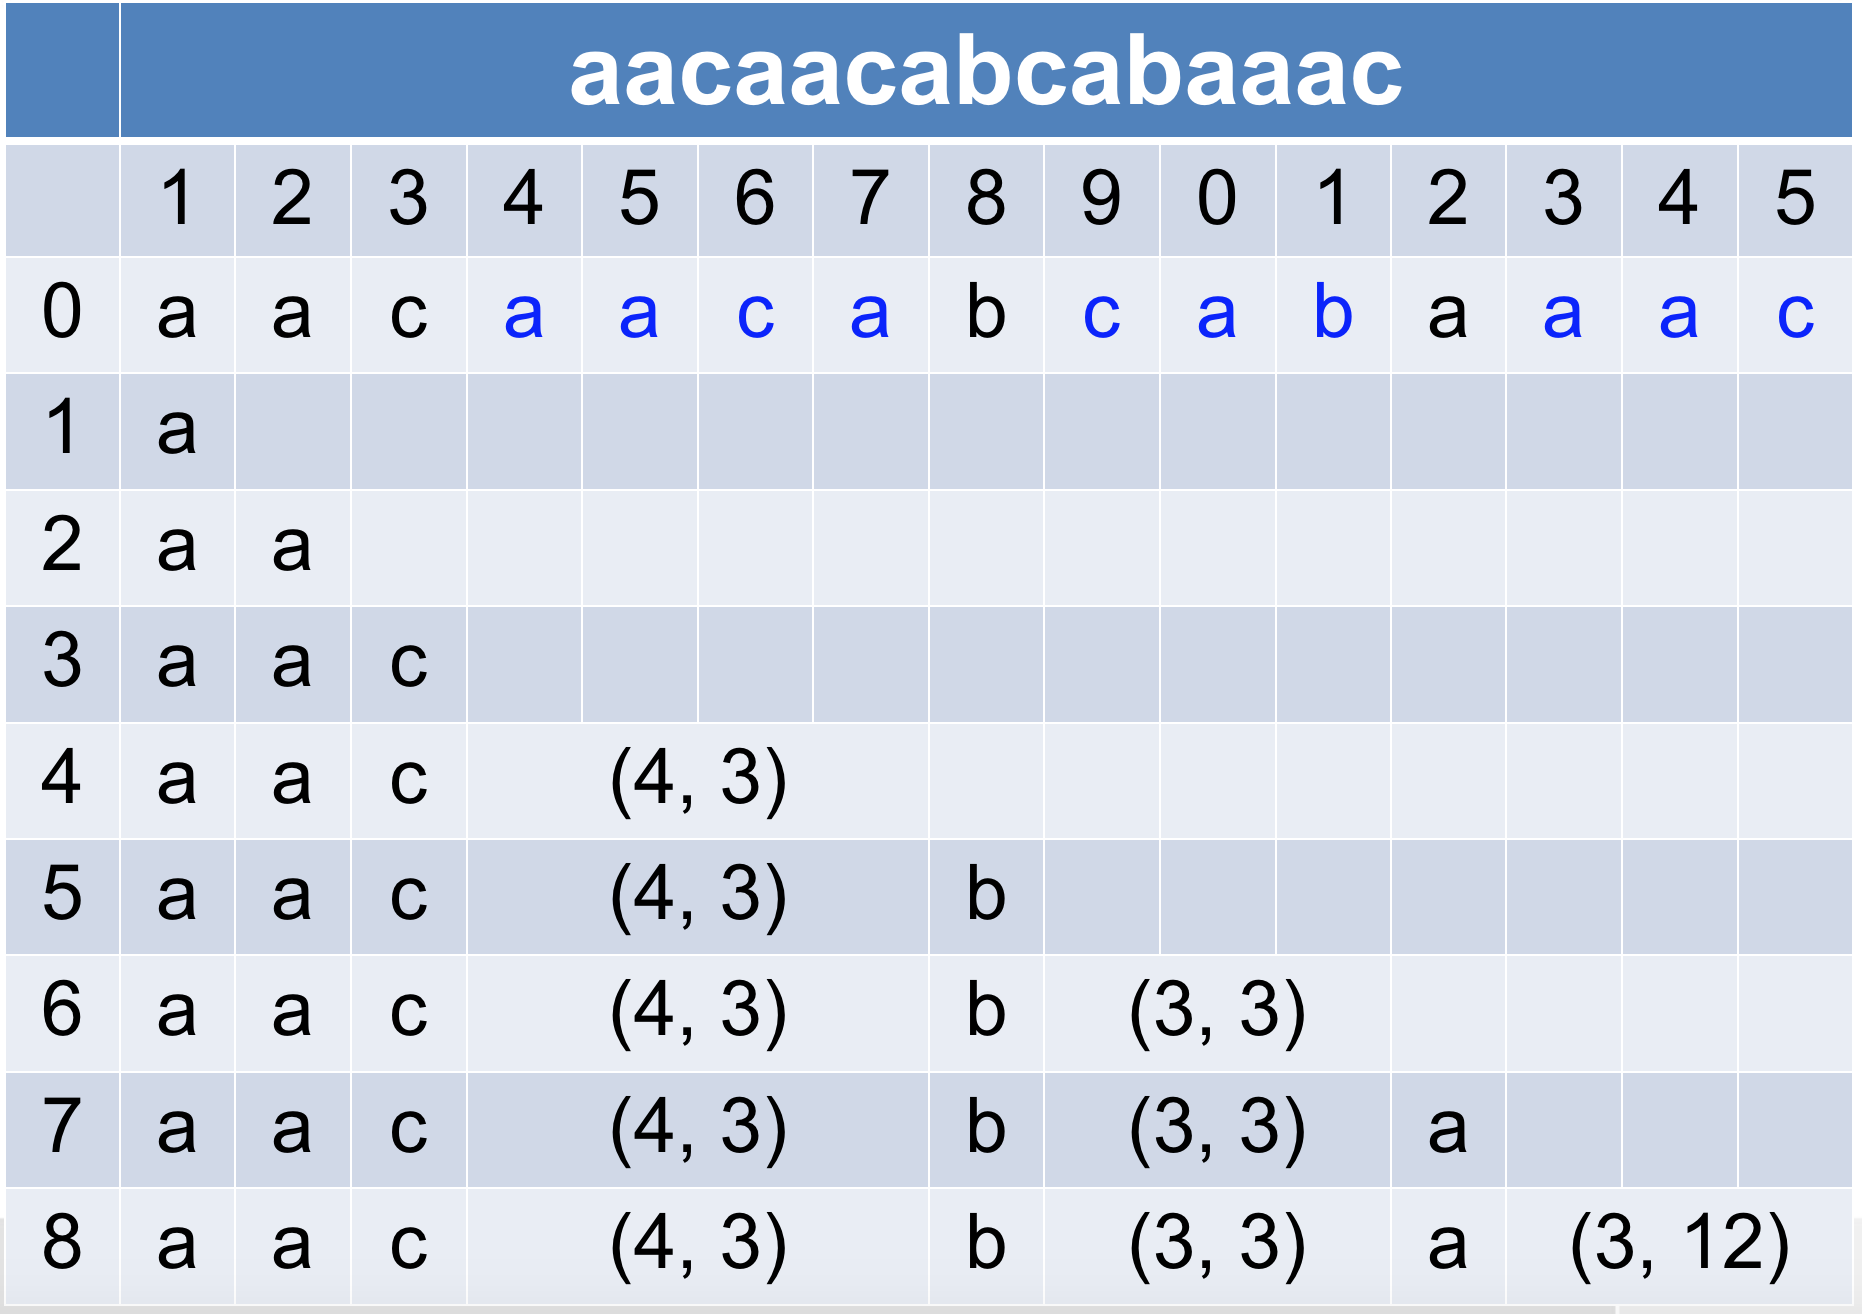 aacaacabcabaaac
1 2 3 4 5 6 7 8 9 0 1 2 3 4 5
0 a a c a a c a b c a b a a a c
1 a
2 a a
3 a a c
4 a a c (4, 3)
5 a a c (4, 3) b
6 a a c (4, 3) b (3, 3)
7 a a c (4, 3) b (3, 3) a
8 a a c (4, 3) b (3, 3) a (3, 12)